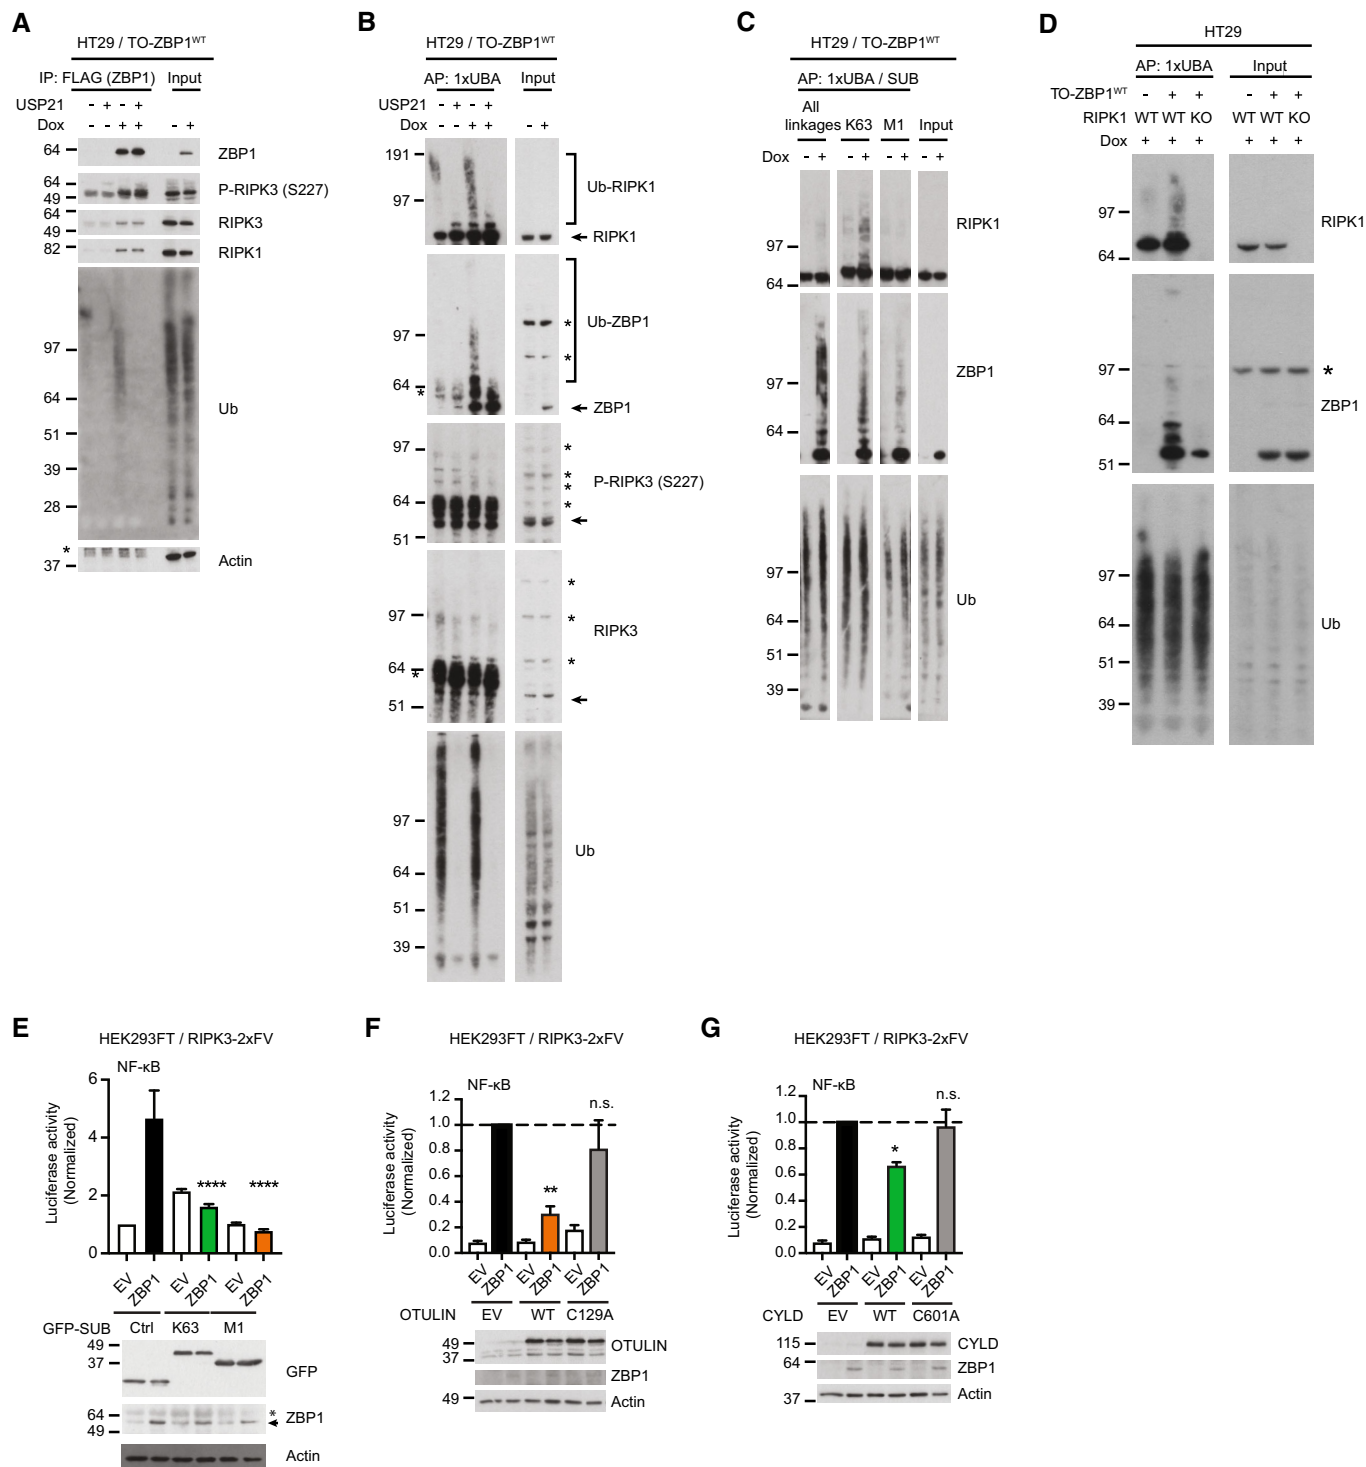 A
HT29 / TO-ZBP1WT
IP: FLAG (ZBP1) Input
USP21 - + - +
Dox - - + + - +
64 ZBP1
64
49 P-RIPK3 (S227)
64
49 RIPK3
82 RIPK1
97
64
51
39
28
Ub
* 37 Actin
B
HT29 / TO-ZBP1WT
AP: 1xUBA Input
USP21 - + - +
Dox - - + + - +
191
97
Ub-RIPK1
RIPK1
97
64
*
Ub-ZBP1
*
*
ZBP1
97
64
51
*
*
*
*
P-RIPK3 (S227)
97
64
*
51
*
*
*
RIPK3
97
64
51
39
Ub
C
HT29 / TO-ZBP1WT
AP: 1xUBA / SUB
All linkages K63 M1 Input
Dox - + - + - + - +
97
64
RIPK1
97
64
ZBP1
97
64
51
39
Ub
D
HT29
AP: 1xUBA Input
TO-ZBP1WT - + + - + +
RIPK1 WT WT KO WT WT KO
Dox + + + + + +
97
64
RIPK1
97
64
51
*
ZBP1
97
64
51
39
Ub
E
HEK293FT / RIPK3-2xFV
NF-κB
Luciferase activity
(Normalized)
6
4
2
0
**** ****
EV ZBP1 EV ZBP1 EV ZBP1
GFP-SUB Ctrl K63 M1
49
37
GFP
64
49
*
ZBP1
Actin
F
HEK293FT / RIPK3-2xFV
NF-κB
Luciferase activity
(Normalized)
1.2
1.0
0.8
0.6
0.4
0.2
0.0
** n.s.
EV ZBP1 EV ZBP1 EV ZBP1
OTULIN EV WT C129A
49
37
OTULIN
ZBP1
49 Actin
G
HEK293FT / RIPK3-2xFV
NF-κB
Luciferase activity
(Normalized)
1.2
1.0
0.8
0.6
0.4
0.2
0.0
* n.s.
EV ZBP1 EV ZBP1 EV ZBP1
CYLD EV WT C601A
115 CYLD
64 ZBP1
37 Actin